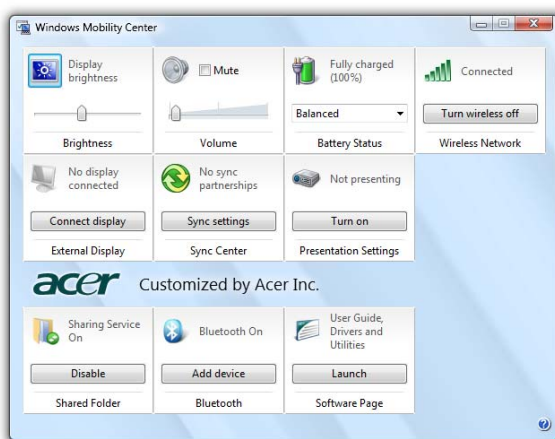 Windows Mobility Center
Display
brightness
Brightness
Mute
Volume
Fully charged
(100%)
Balanced
Battery Status
Connected
Turn wireless off
Wireless Network
No display
connected
Connect display
External Display
No sync
partnerships
Sync settings
Sync Center
Not presenting
Turn on
Presentation Settings
acer Customized by Acer Inc.
Sharing Service
On
Disable
Shared Folder
Bluetooth On
Add device
Bluetooth
User Guide,
Drivers and
Utilities
Launch
Software Page
?